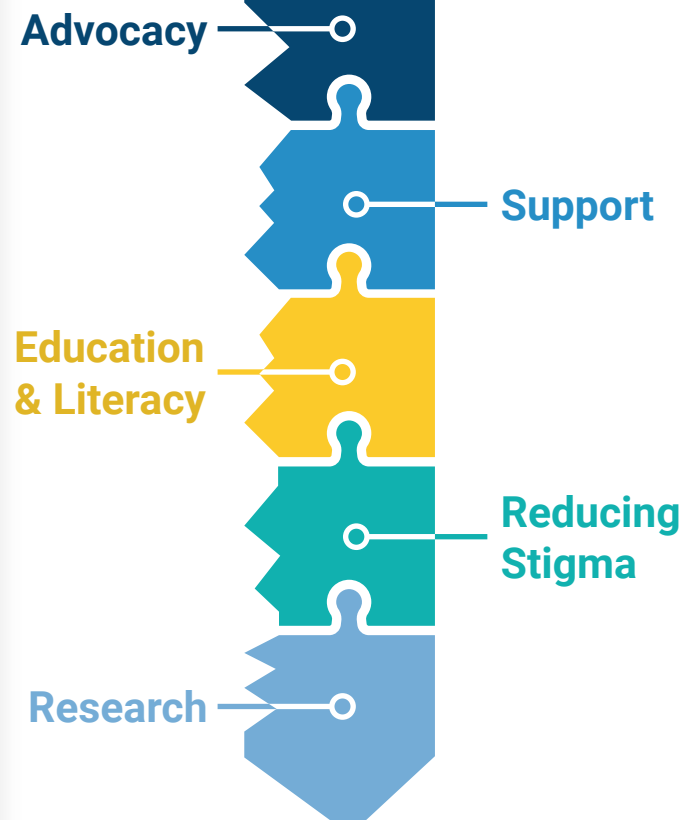 Advocacy
Support
Education
& Literacy
Reducing
Stigma
Research